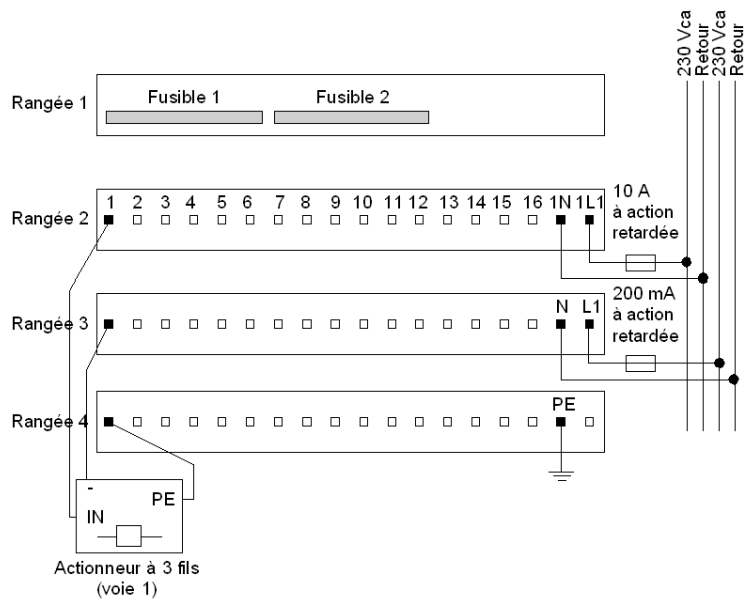 230 Vca
Retour
230 Vca
Retour
Rangée 1
Fusible 1
Fusible 2
Rangée 2
1 2 3 4 5 6 7 8 9 10 11 12 13 14 15 16 1N 1L1
10 A
à action
retardée
Rangée 3
N L1
200 mA
à action
retardée
Rangée 4
PE
-
PE
IN
Actionneur à 3 fils
(voie 1)